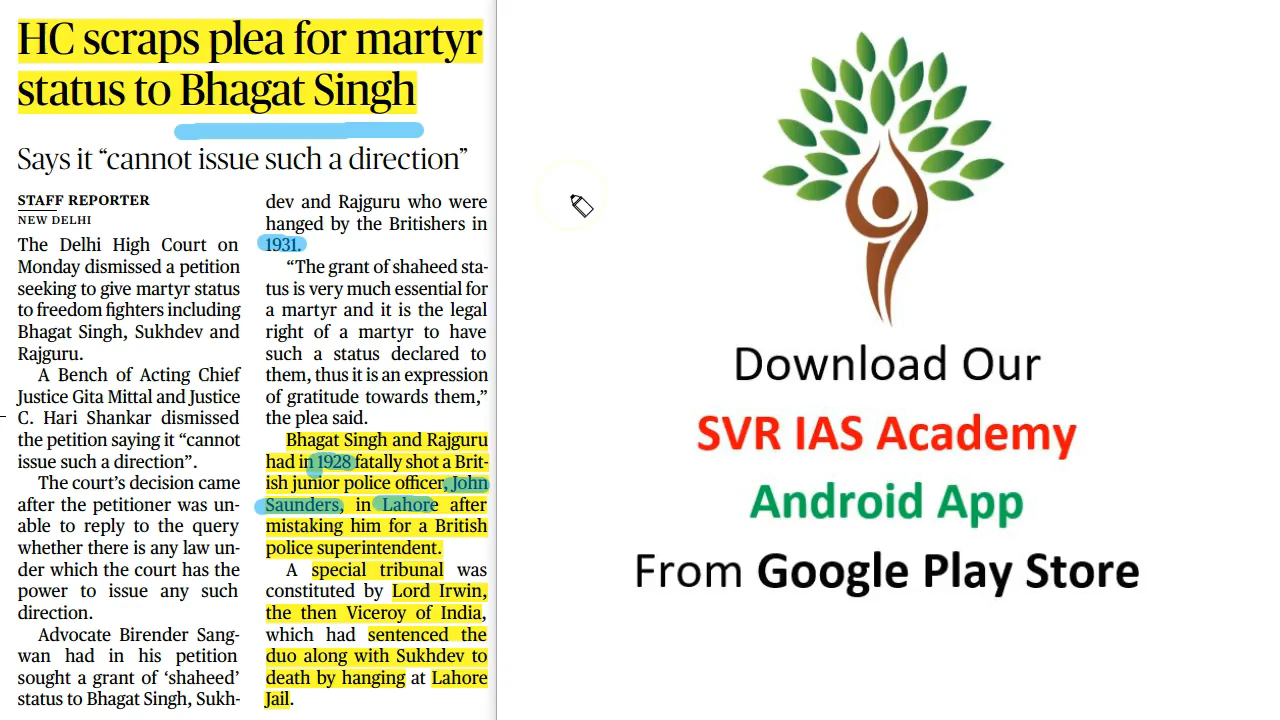 HC scraps plea for martyr
status to Bhagat Singh
Says it “cannot issue such a direction”
STAFF REPORTER
NEW DELHI
The Delhi High Court on
Monday dismissed a petition
seeking to give martyr status
to freedom fighters including
Bhagat Singh, Sukhdev and
Rajguru.
A Bench of Acting Chief
Justice Gita Mittal and Justice
C. Hari Shankar dismissed
the petition saying it “cannot
issue such a direction”.
The court’s decision came
after the petitioner was un-
able to reply to the query
whether there is any law un-
der which the court has the
power to issue any such
direction.
Advocate Birender Sang-
wan had in his petition
sought a grant of ‘shaheed’
status to Bhagat Singh, Sukh-
dev and Rajguru who were
hanged by the Britishers in
1931.
“The grant of shaheed sta-
tus is very much essential for
a martyr and it is the legal
right of a martyr to have
such a status declared to
them, thus it is an expression
of gratitude towards them,”
the plea said.
Bhagat Singh and Rajguru
had in 1928 fatally shot a Brit-
ish junior police officer, John
Saunders, in Lahore after
mistaking him for a British
police superintendent.
A special tribunal was
constituted by Lord Irwin,
the then Viceroy of India,
which had sentenced the
duo along with Sukhdev to
death by hanging at Lahore
Jail.
Download Our
SVR IAS Academy
Android App
From Google Play Store